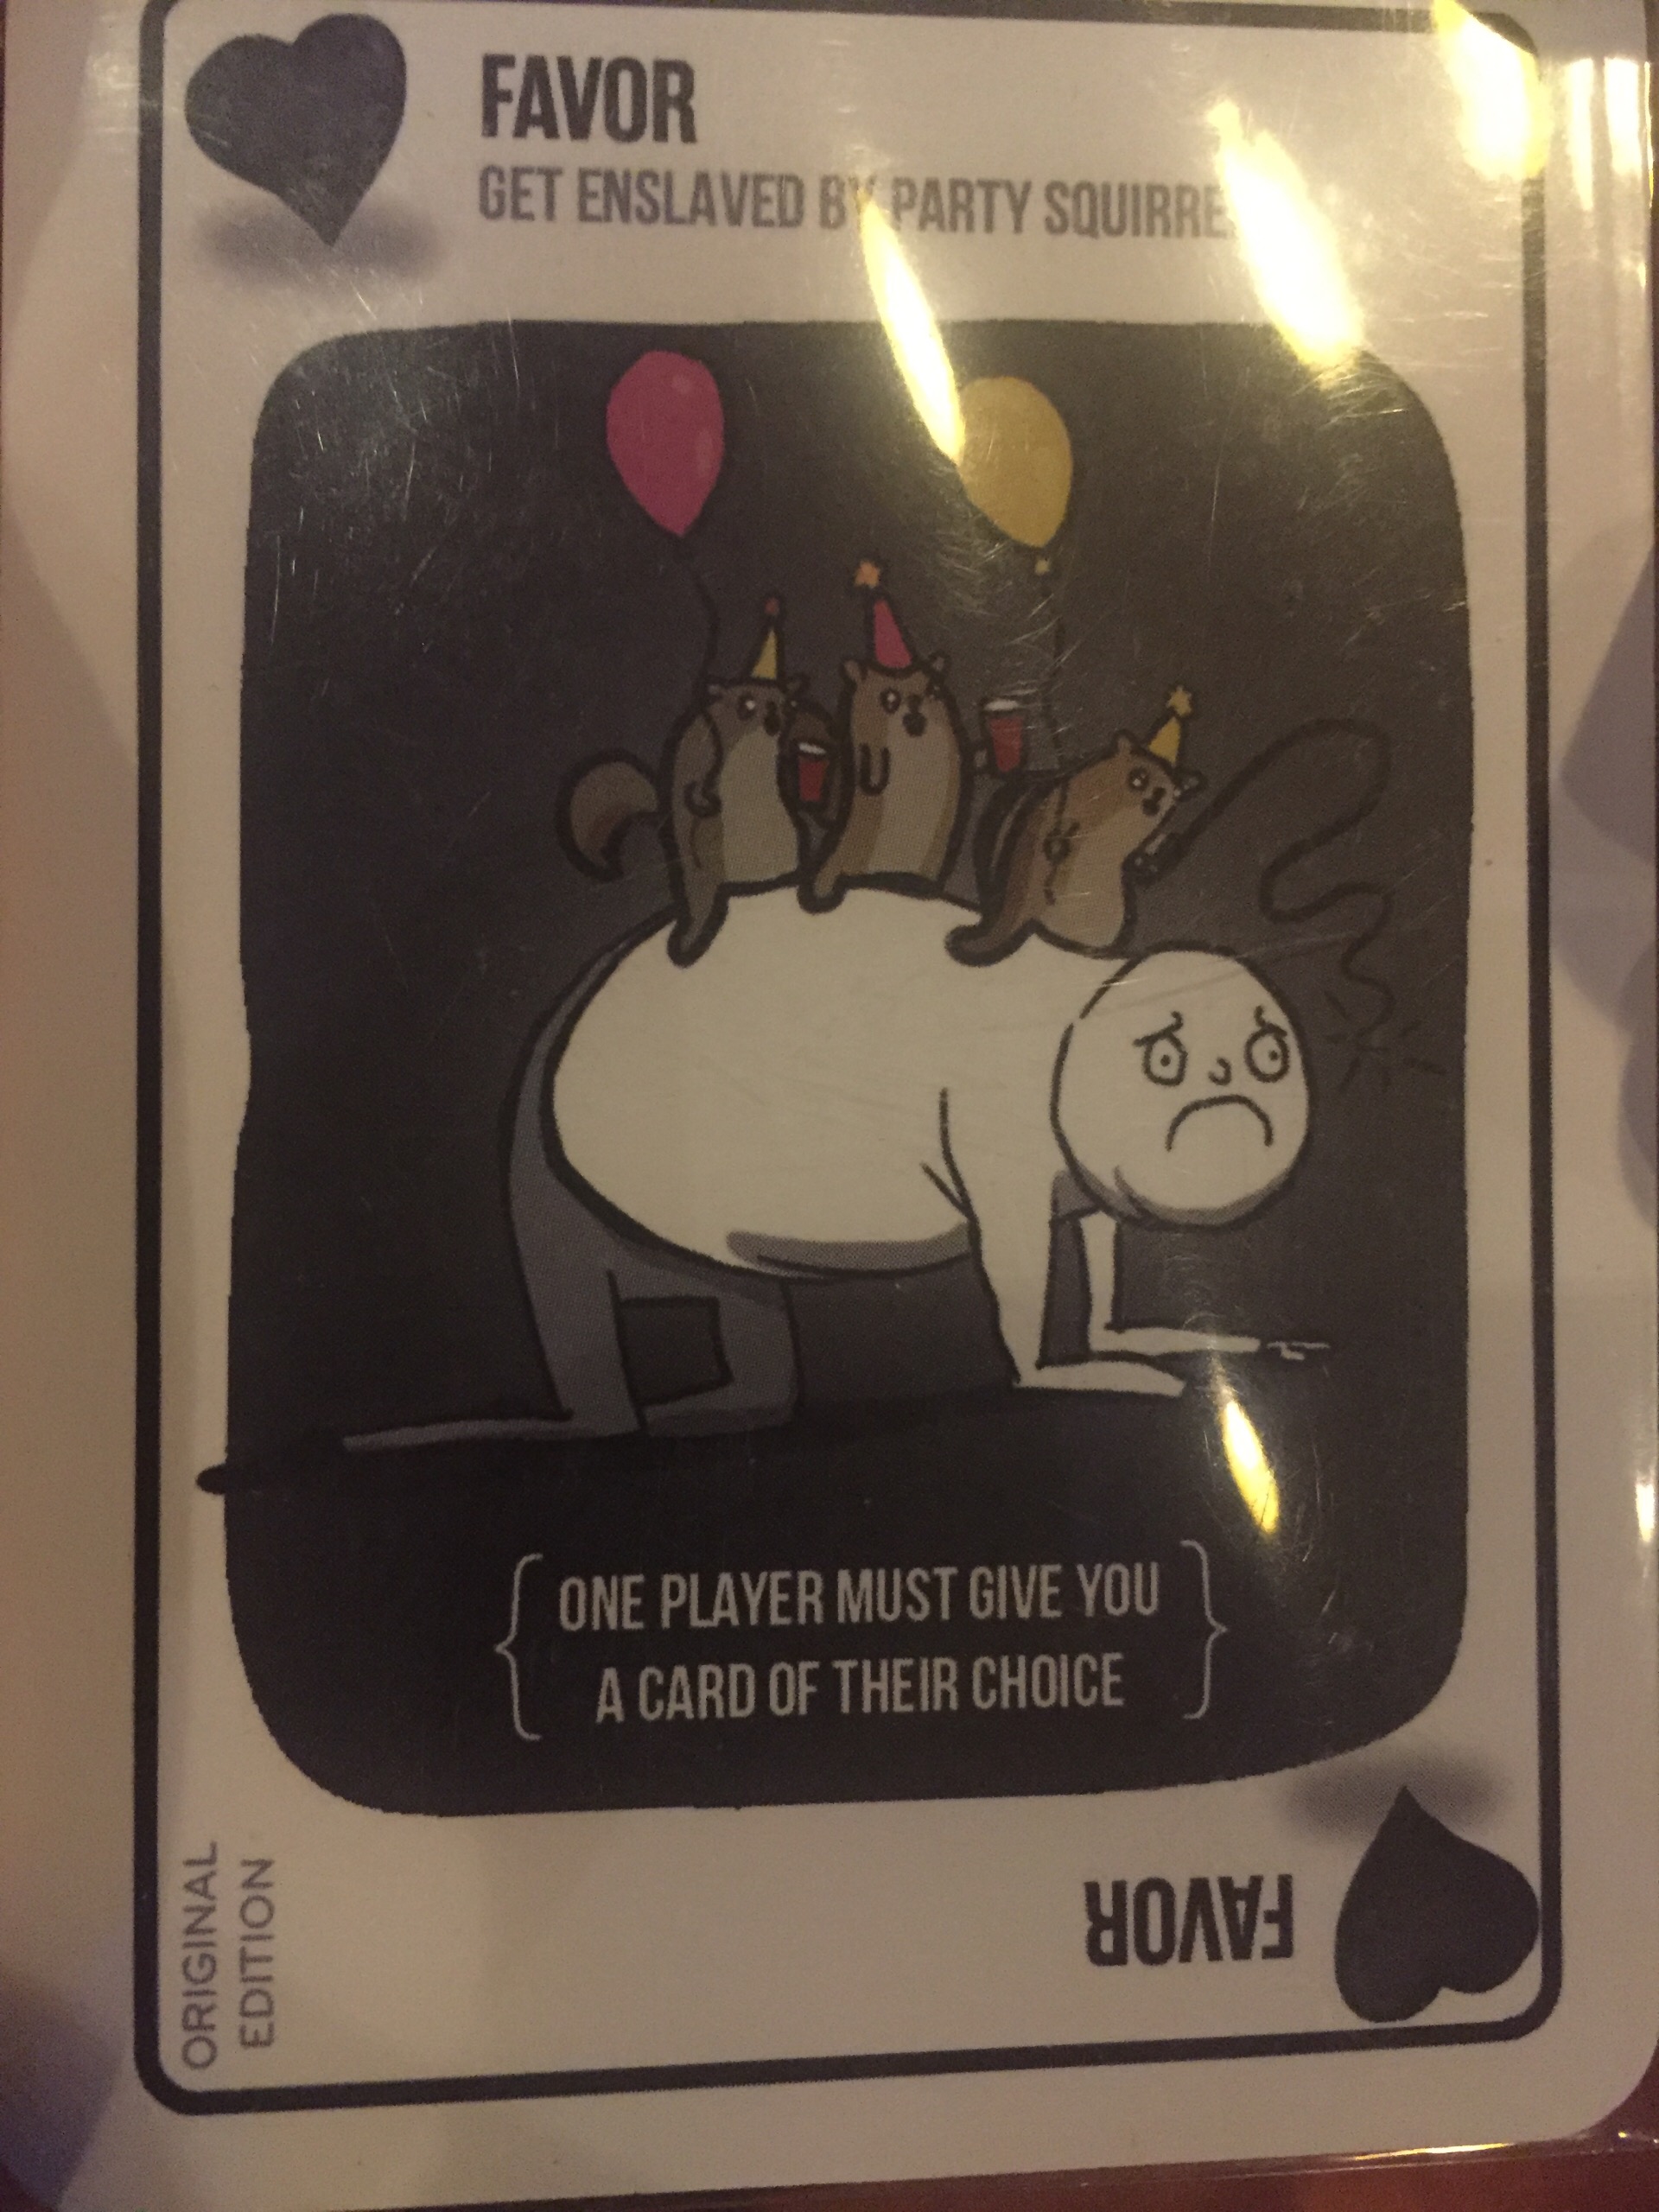 FAVOR
GET ENSLAVED BY PARTY
ONE PLAYER MUST GIVE YOU
A CARD OF THEIR CHOICE
ORIGINAL
EDITION
FAVOR